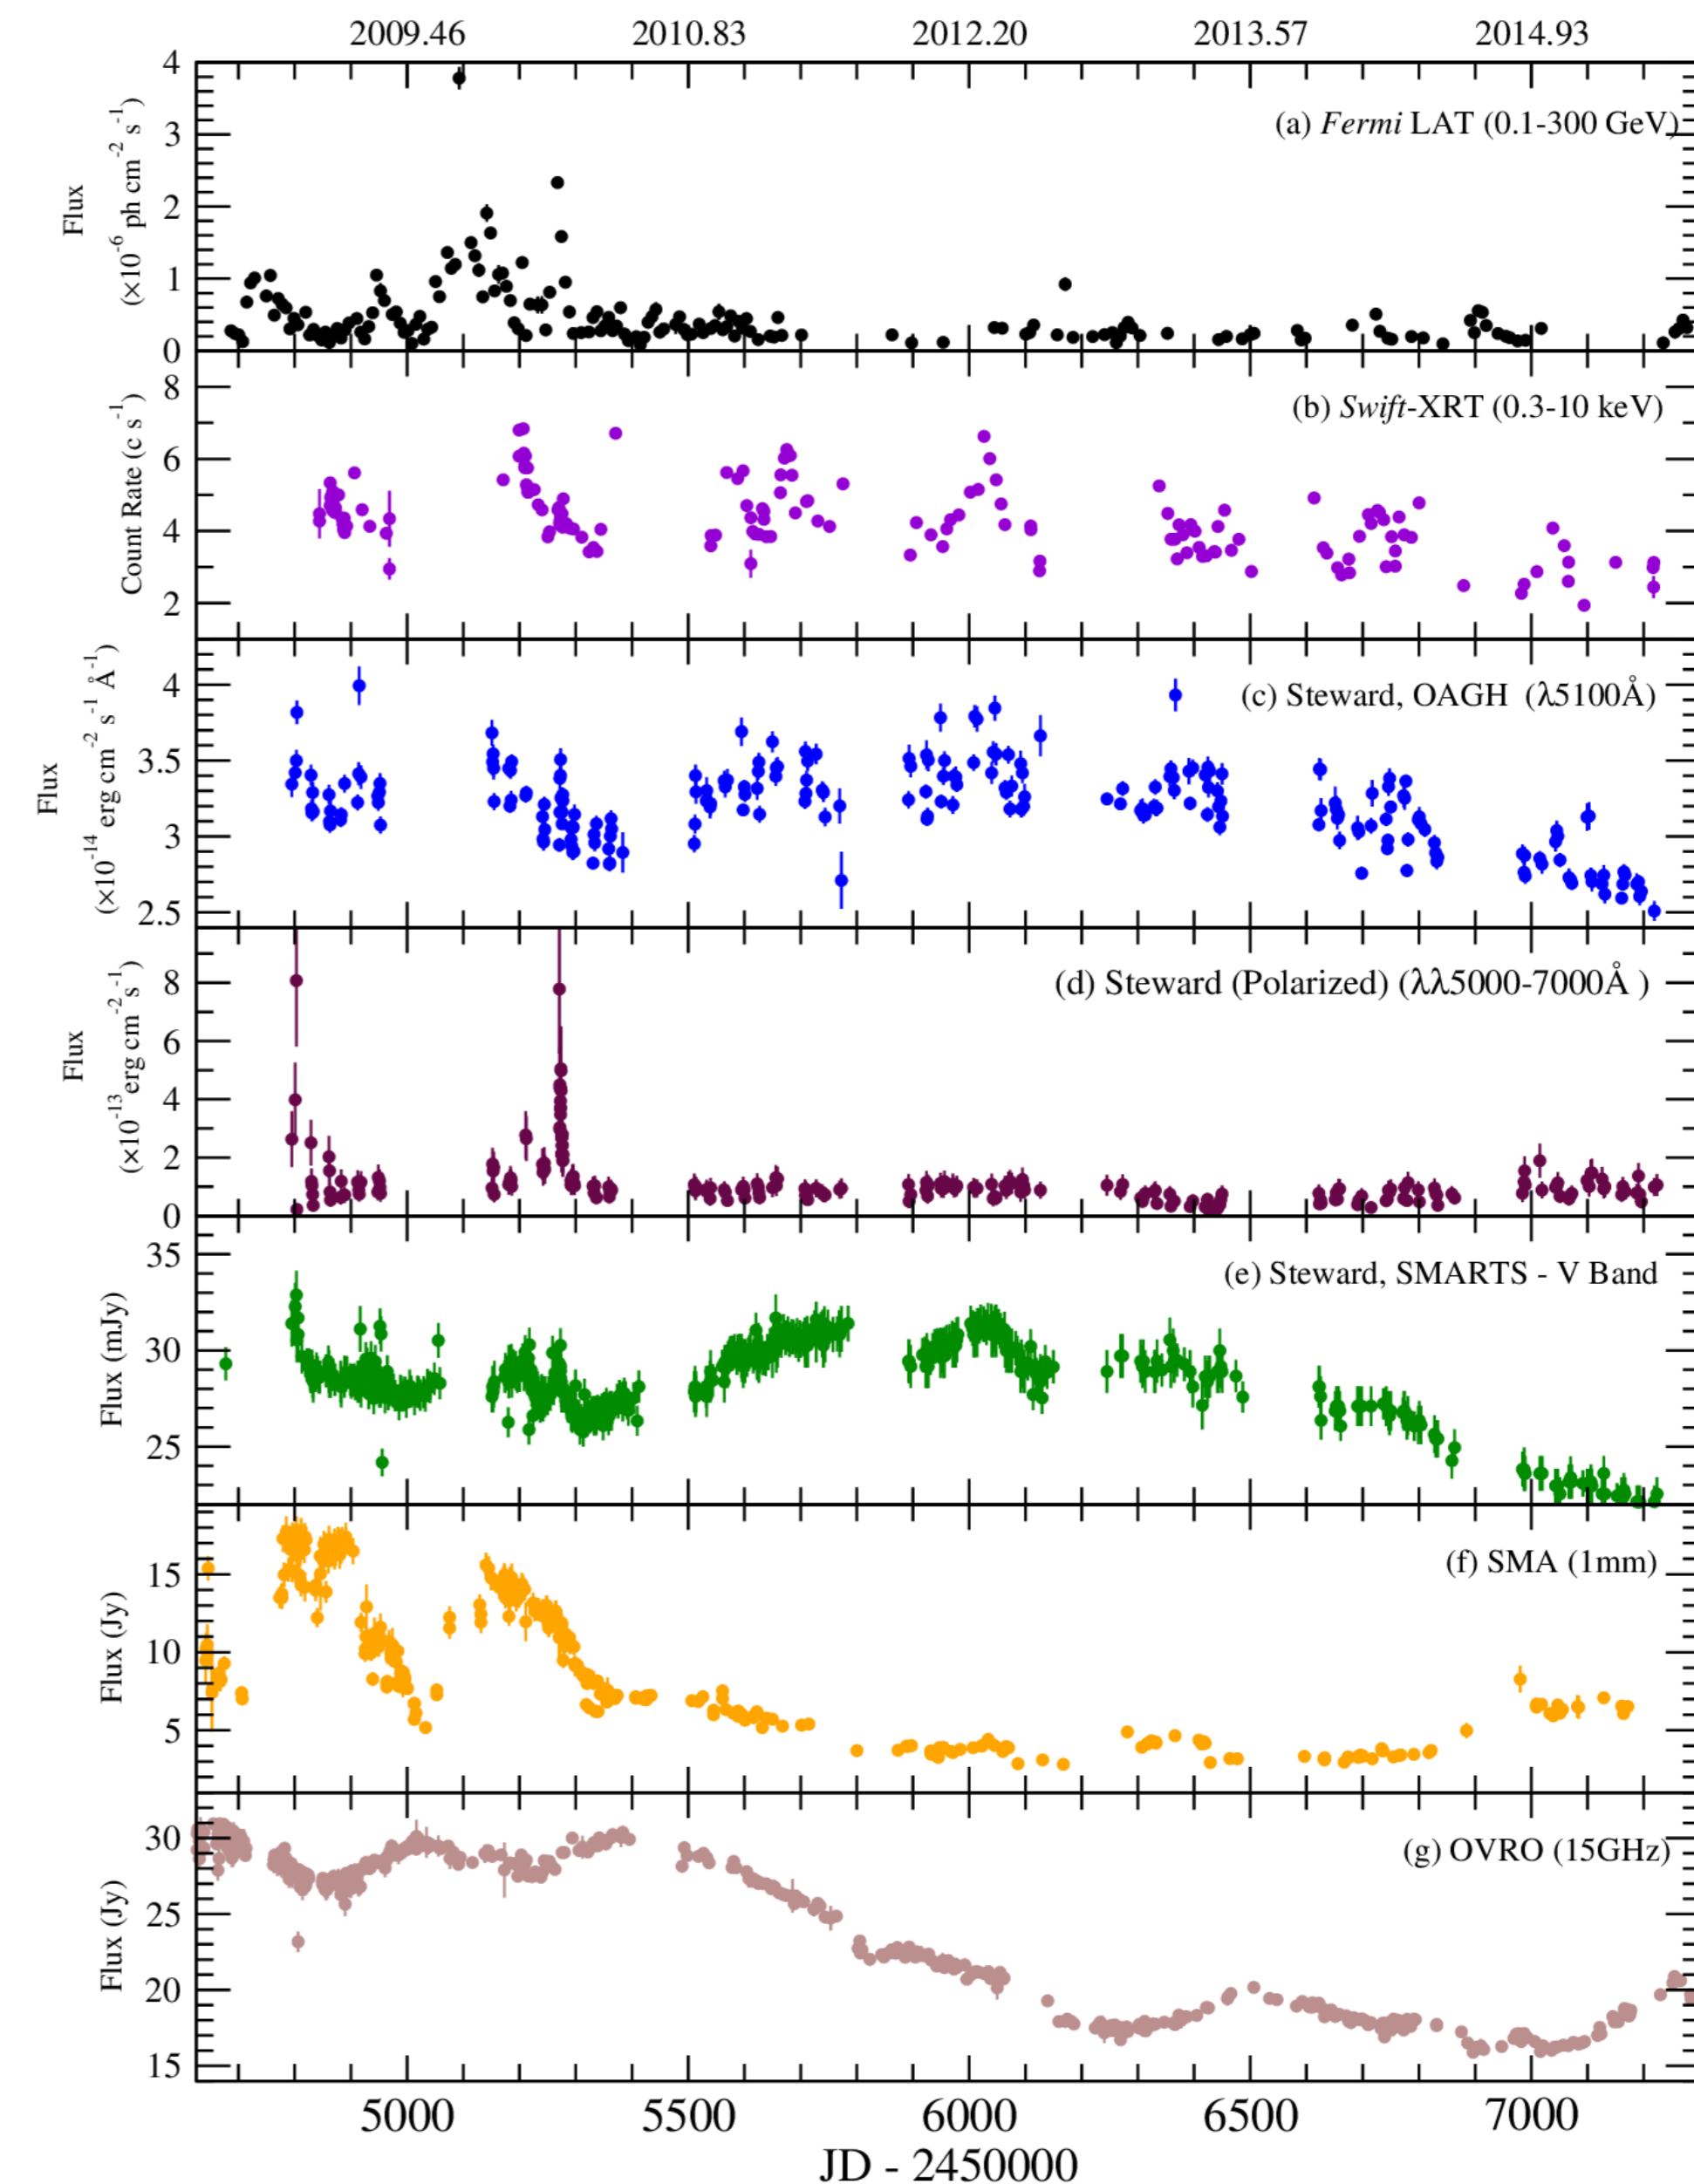 2009.46 2010.83 2012.20 2013.57 2014.93
4
3
2
1
0
Flux
(×10⁻⁶ ph cm⁻² s⁻¹)
(a) Fermi LAT (0.1-300 GeV)
8
6
4
2
Count Rate (c s⁻¹)
(b) Swift-XRT (0.3-10 keV)
4
3.5
3
2.5
Flux
(×10⁻¹⁴ erg cm⁻² s⁻¹ Å⁻¹)
(c) Steward, OAGH (λ5100Å)
8
6
4
2
0
Flux
(×10⁻¹³ erg cm⁻² s⁻¹)
(d) Steward (Polarized) (λλ5000-7000Å )
35
30
25
Flux (mJy)
(e) Steward, SMARTS - V Band
15
10
5
Flux (Jy)
(f) SMA (1mm)
30
25
20
15
Flux (Jy)
(g) OVRO (15GHz)
5000 5500 6000 6500 7000
JD - 2450000